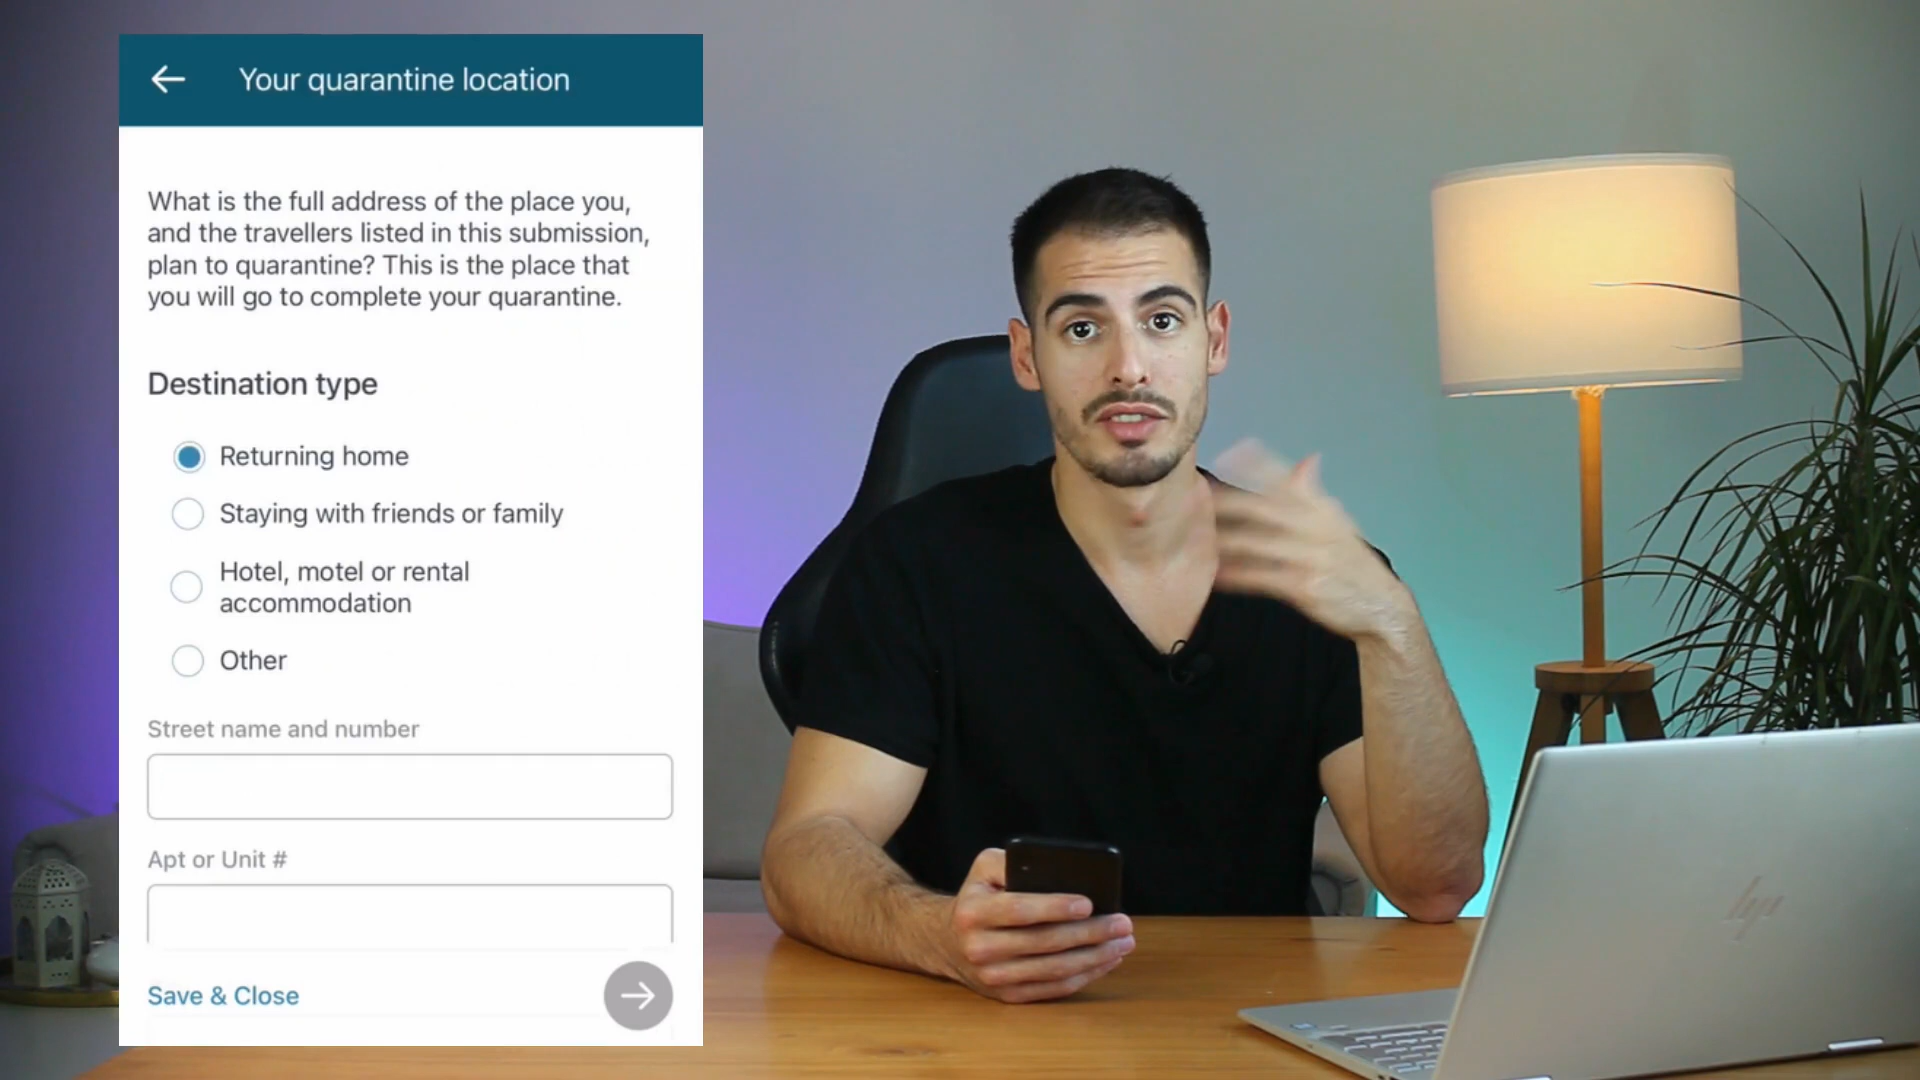 Your quarantine location
What is the full address of the place you,
and the travellers listed in this submission,
plan to quarantine? This is the place that
you will go to complete your quarantine.
Destination type
Returning home
Staying with friends or family
Hotel, motel or rental
accommodation
Other
Street name and number
Apt or Unit #
Save & Close
hp